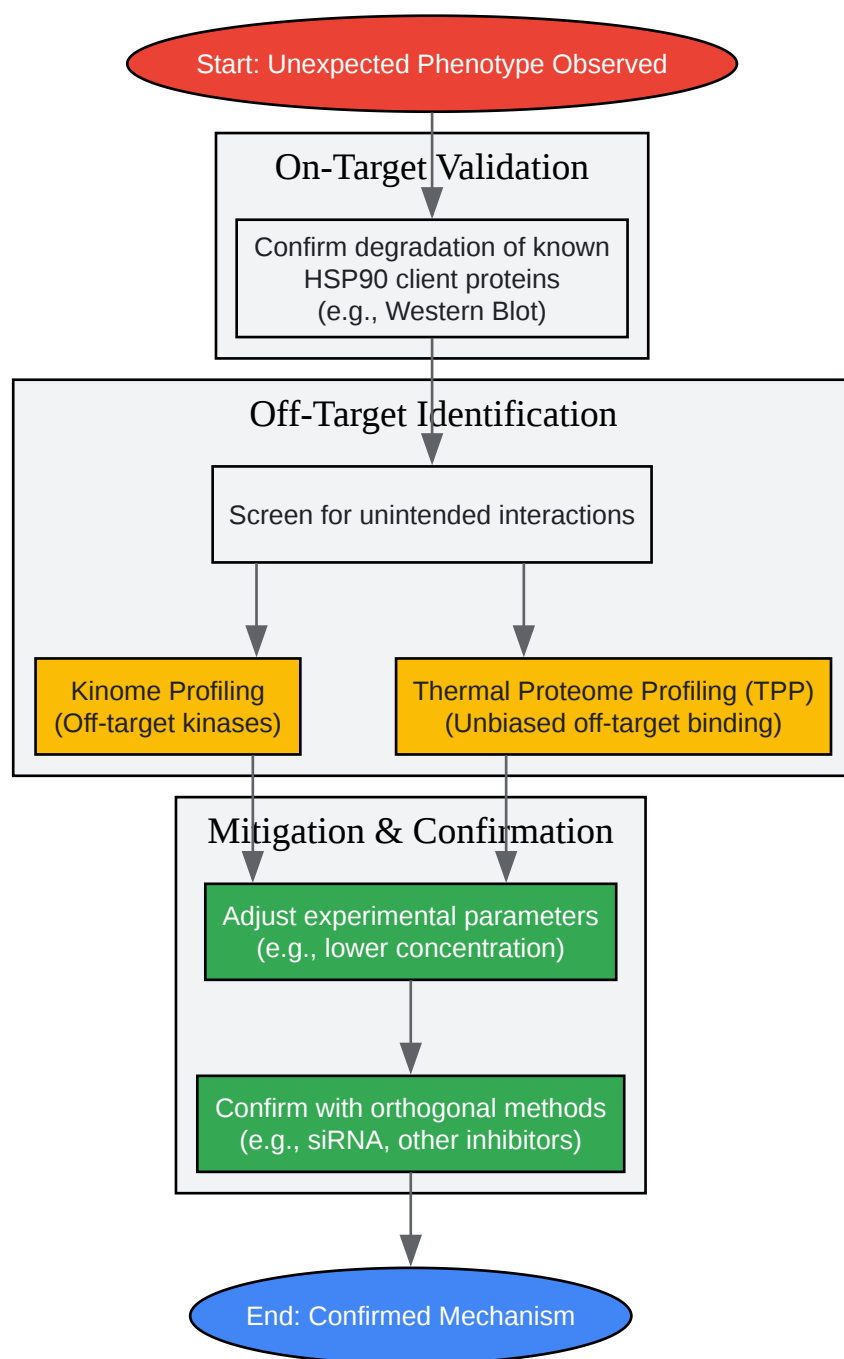 Start: Unexpected Phenotype Observed
On-Target Validation
Confirm degradation of known
HSP90 client proteins
(e.g., Western Blot)
Off-Target Identification
Screen for unintended interactions
Kinome Profiling
(Off-target kinases)
Thermal Proteome Profiling (TPP)
(Unbiased off-target binding)
Mitigation & Confirmation
Adjust experimental parameters
(e.g., lower concentration)
Confirm with orthogonal methods
(e.g., siRNA, other inhibitors)
End: Confirmed Mechanism